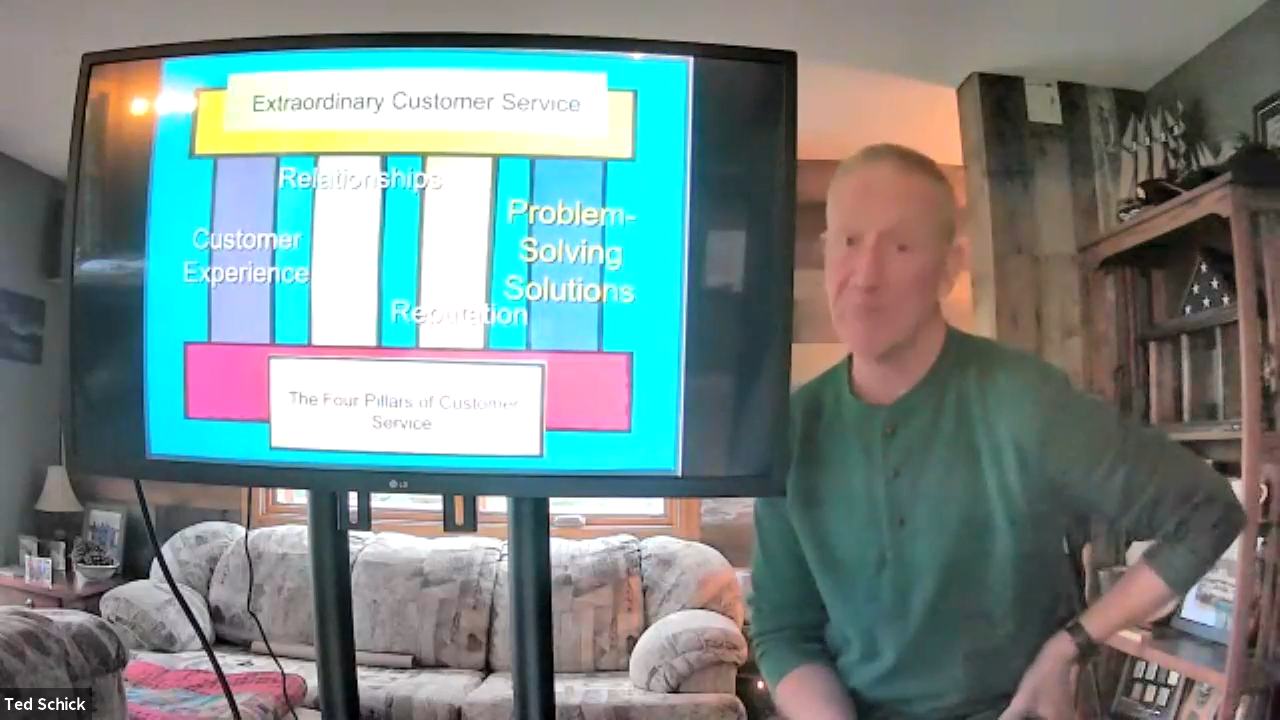 Extraordinary Customer Service
Relationships
Customer
Experience
Problem-
Solving
Solutions
Reputation
The Four Pillars of Customer
Service
LG
Ted Schick